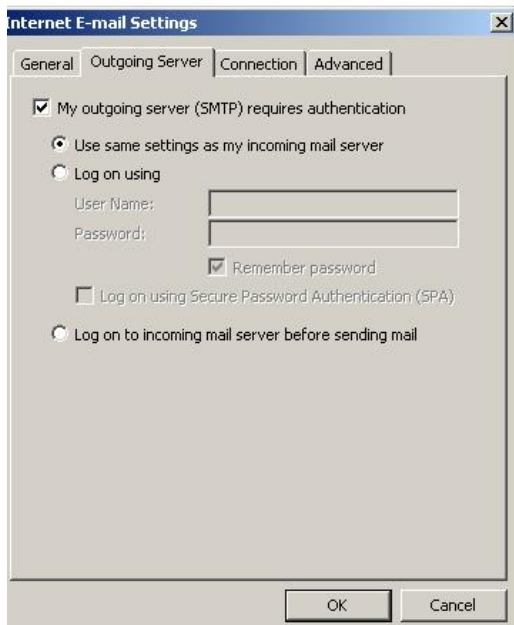 Internet E-mail Settings
General Outgoing Server Connection Advanced
My outgoing server (SMTP) requires authentication
Use same settings as my incoming mail server
Log on using
User Name:
Password:
Remember password
Log on using Secure Password Authentication (SPA)
Log on to incoming mail server before sending mail
OK Cancel